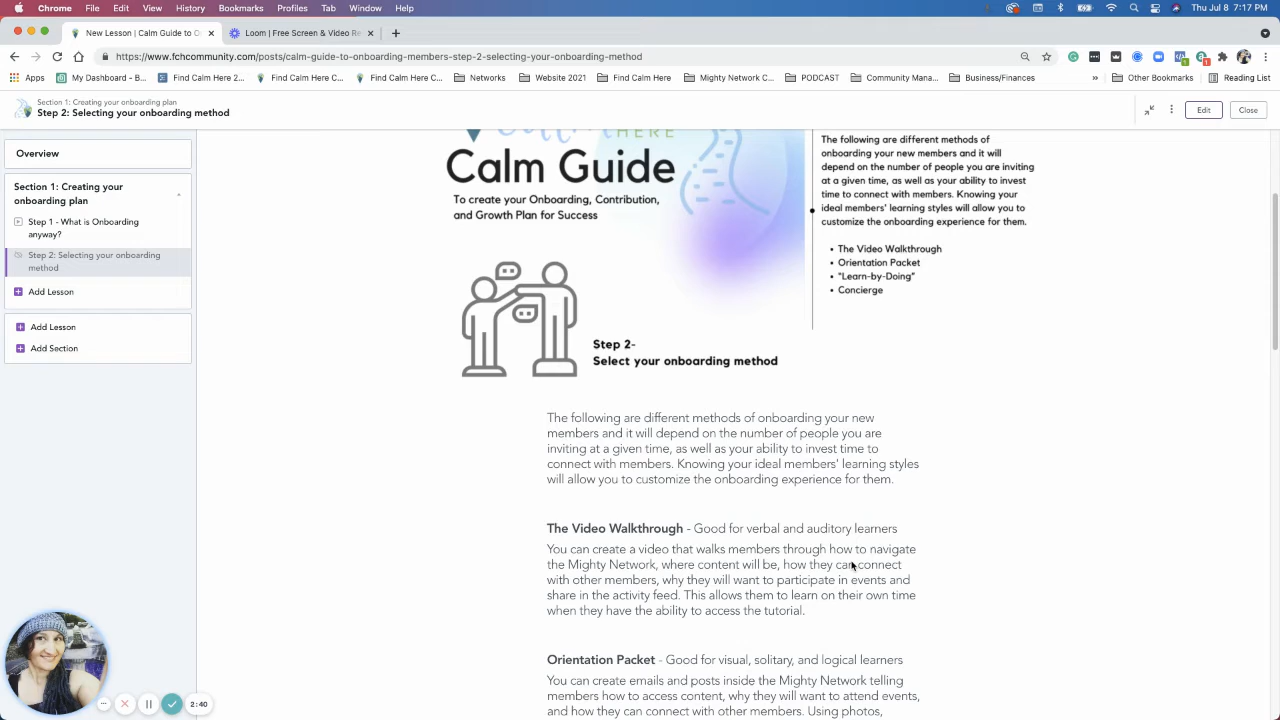 Chrome File Edit View History Bookmarks Profiles Tab Window Help Thu Jul 8 7:17 PM
New Lesson | Calm Guide to O
Loom | Free Screen & Video Re
https://www.fchcommunity.com/posts/calm-guide-to-onboarding-members-step-2-selecting-your-onboarding-method
Apps My Dashboard - B... Find Calm Here 2... Find Calm Here C... Find Calm Here C... Networks Website 2021 Find Calm Here Mighty Network C... PODCAST Community Mana... Business/Finances » Other Bookmarks Reading List
Section 1: Creating your onboarding plan
Step 2: Selecting your onboarding method
Edit
Close
Overview
Section 1: Creating your
onboarding plan
Step 1 - What is Onboarding
anyway?
Step 2: Selecting your onboarding
method
Add Lesson
Add Lesson
Add Section
HERE
Calm Guide
To create your Onboarding, Contribution,
and Growth Plan for Success
Step 2-
Select your onboarding method
The following are different methods of
onboarding your new members and it will
depend on the number of people you are inviting
at a given time, as well as your ability to invest
time to connect with members. Knowing your
ideal members' learning styles will allow you to
customize the onboarding experience for them.
• The Video Walkthrough
• Orientation Packet
• "Learn-by-Doing"
• Concierge
The following are different methods of onboarding your new
members and it will depend on the number of people you are
inviting at a given time, as well as your ability to invest time to
connect with members. Knowing your ideal members' learning styles
will allow you to customize the onboarding experience for them.
The Video Walkthrough - Good for verbal and auditory learners
You can create a video that walks members through how to navigate
the Mighty Network, where content will be, how they can connect
with other members, why they will want to participate in events and
share in the activity feed. This allows them to learn on their own time
when they have the ability to access the tutorial.
Orientation Packet - Good for visual, solitary, and logical learners
You can create emails and posts inside the Mighty Network telling
members how to access content, why they will want to attend events,
and how they can connect with other members. Using photos,
2:40